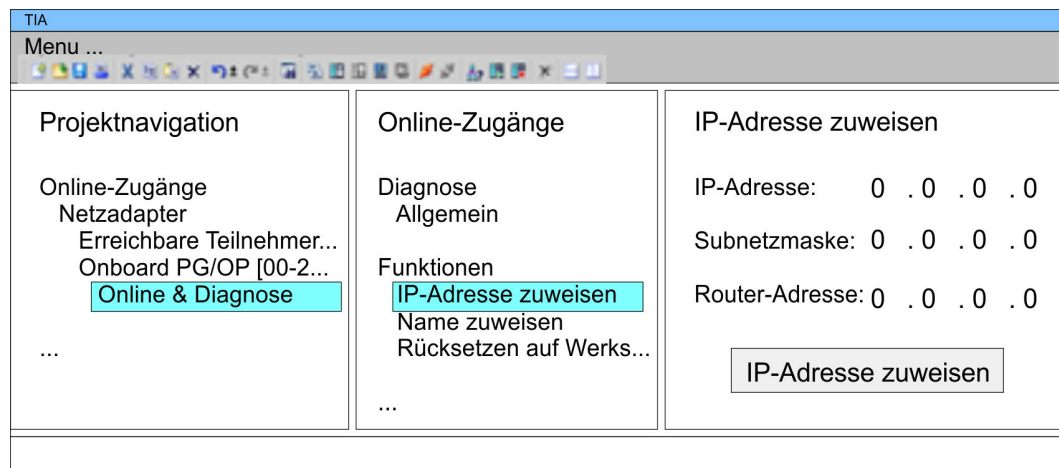 TIA
Menu ...
Projektnavigation
Online-Zugänge
Netzadapter
Erreichbare Teilnehmer...
Onboard PG/OP [00-2...
Online & Diagnose
...
Online-Zugänge
Diagnose
Allgemein
Funktionen
IP-Adresse zuweisen
Name zuweisen
Rücksetzen auf Werks...
...
IP-Adresse zuweisen
IP-Adresse: 0 . 0 . 0 . 0
Subnetzmaske: 0 . 0 . 0 . 0
Router-Adresse: 0 . 0 . 0 . 0
IP-Adresse zuweisen